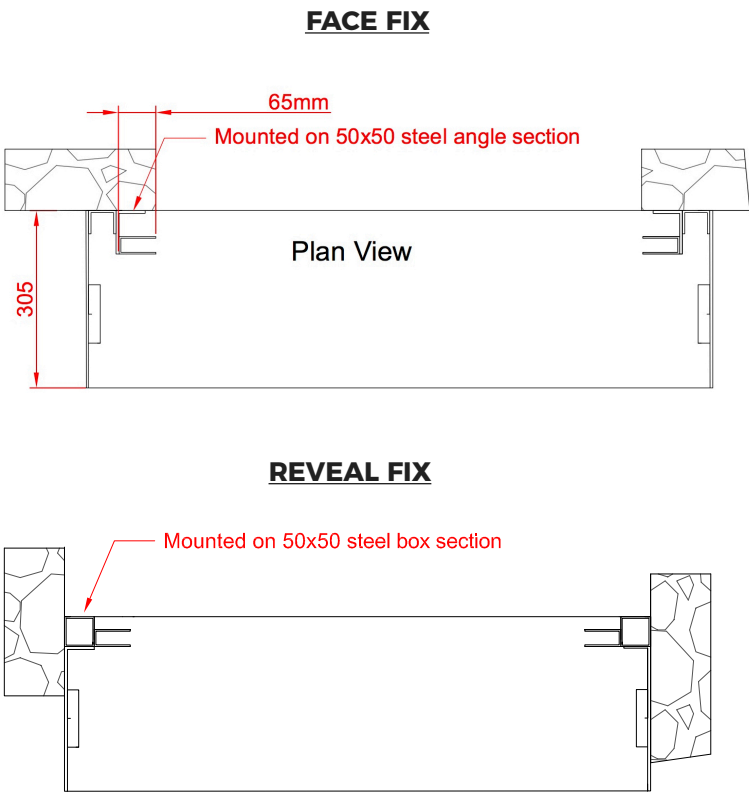 FACE FIX
65mm
Mounted on 50x50 steel angle section
Plan View
305
REVEAL FIX
Mounted on 50x50 steel box section